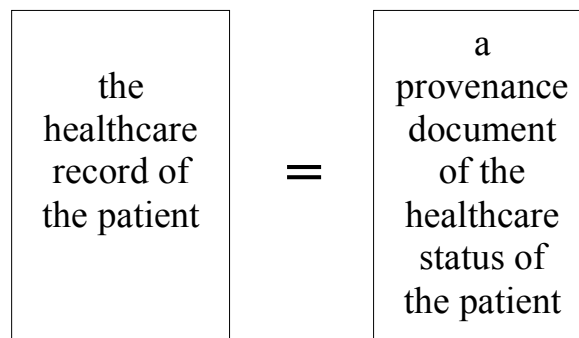 the
healthcare
record of
the patient
=
a
provenance
document
of the
healthcare
status of
the patient